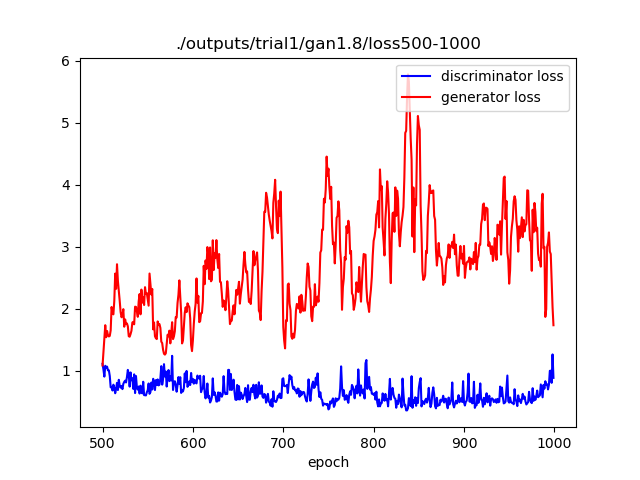 ./outputs/trial1/gan1.8/loss500-1000
discriminator loss
generator loss
6
5
4
3
2
1
500 600 700 800 900 1000
epoch